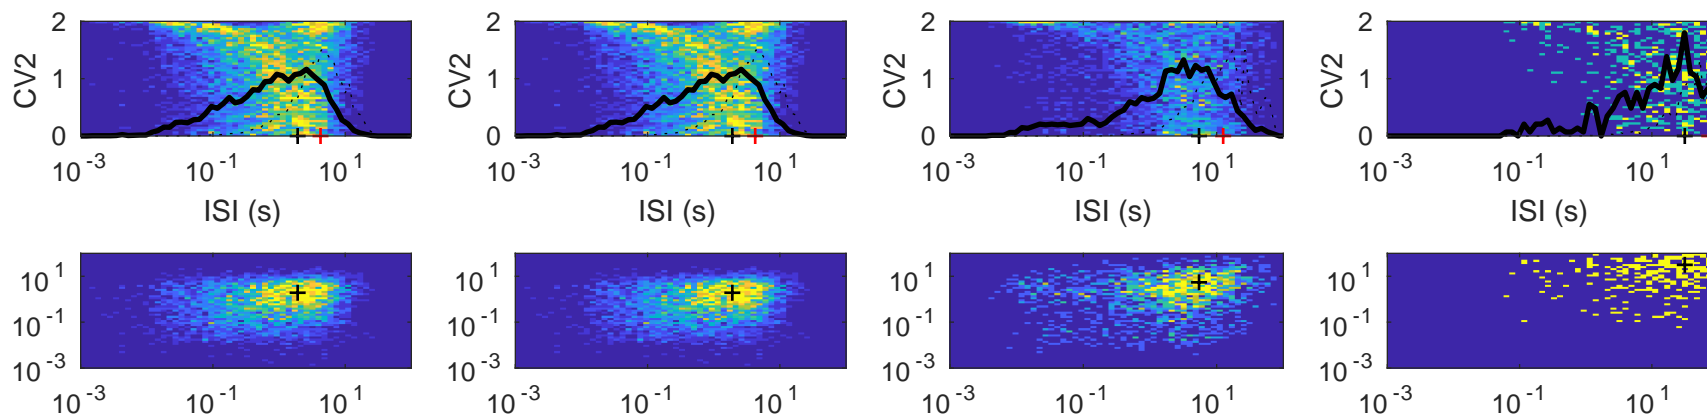 2 2 2 2
CV2 CV2 CV2 CV2
1 1 1 1
0 0 0 0
10^-3 10^-1 10^1 10^-3 10^-1 10^1 10^-3 10^-1 10^1 10^-3 10^-1 10^1
ISI (s) ISI (s) ISI (s) ISI (s)
10^1 10^1 10^1 10^1
10^-1 10^-1 10^-1 10^-1
10^-3 10^-3 10^-3 10^-3
10^-3 10^-1 10^1 10^-3 10^-1 10^1 10^-3 10^-1 10^1 10^-3 10^-1 10^1